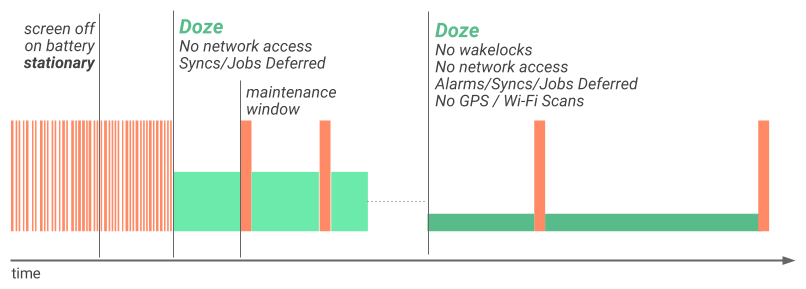 screen off
on battery
stationary
Doze
No network access
Syncs/Jobs Deferred
maintenance
window
Doze
No wakelocks
No network access
Alarms/Syncs/Jobs Deferred
No GPS / Wi-Fi Scans
time